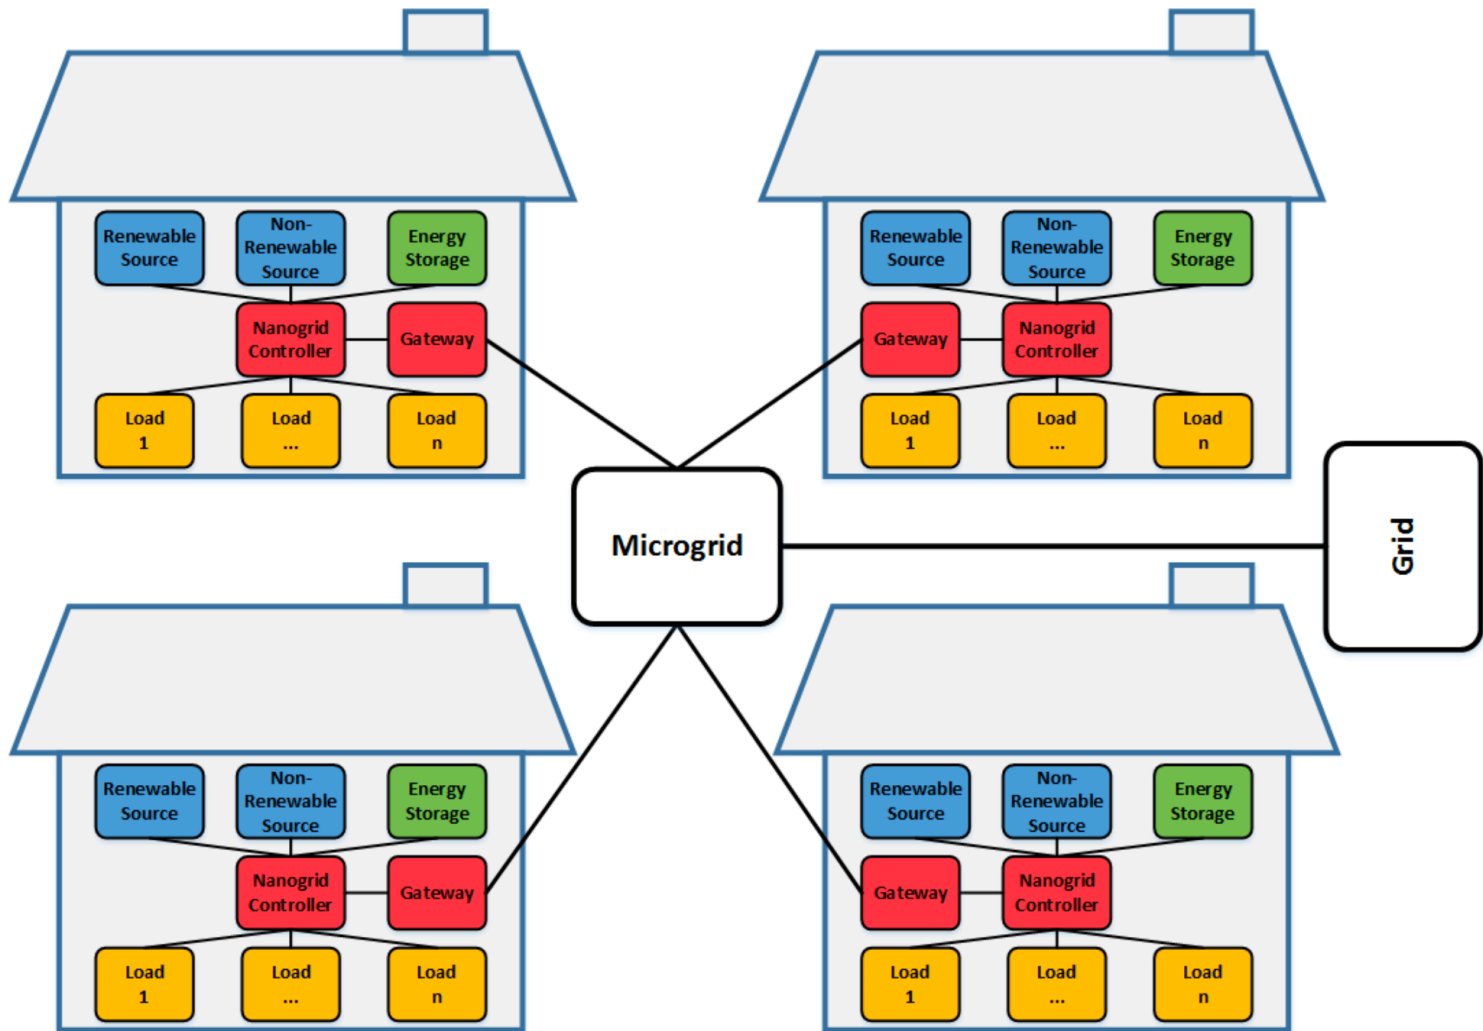 Renewable
Source
Non-
Renewable
Source
Energy
Storage
Nanogrid
Controller
Gateway
Load
1
Load
...
Load
n
Renewable
Source
Non-
Renewable
Source
Energy
Storage
Gateway
Nanogrid
Controller
Load
1
Load
...
Load
n
Microgrid
Grid
Renewable
Source
Non-
Renewable
Source
Energy
Storage
Nanogrid
Controller
Gateway
Load
1
Load
...
Load
n
Renewable
Source
Non-
Renewable
Source
Energy
Storage
Gateway
Nanogrid
Controller
Load
1
Load
...
Load
n